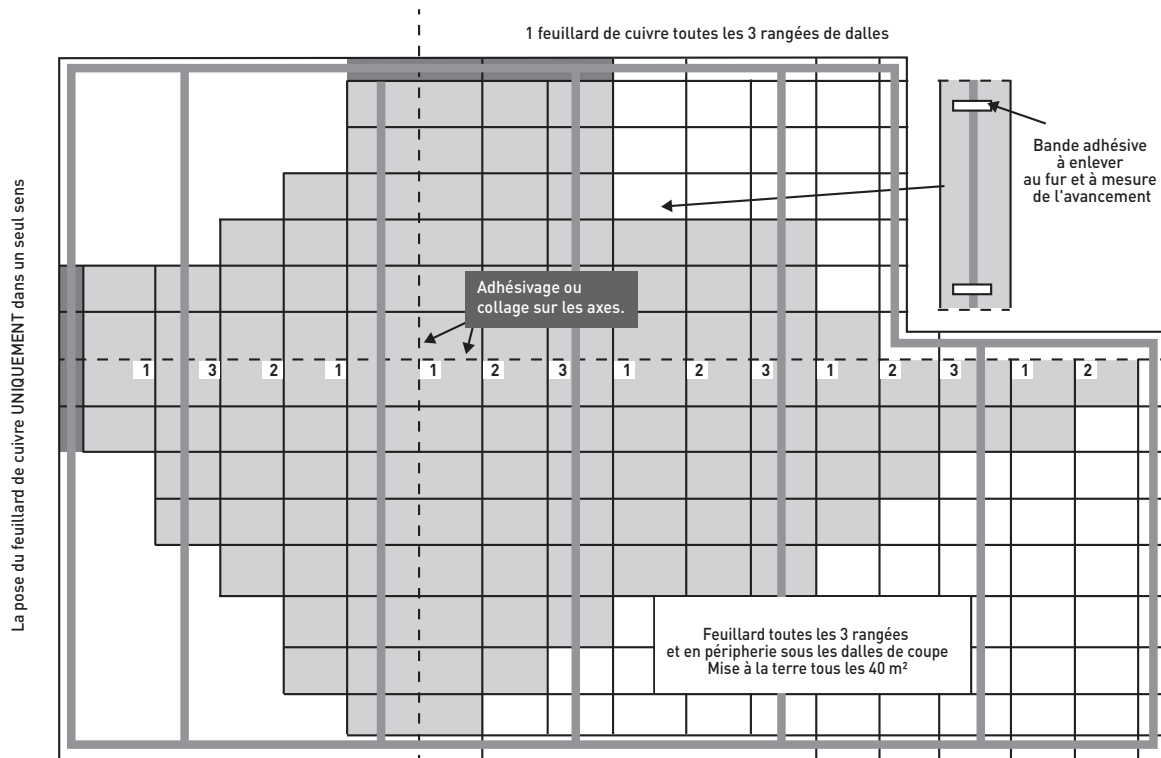 1 feuillard de cuivre toutes les 3 rangées de dalles
La pose du feuillard de cuivre UNIQUEMENT dans un seul sens
Bande adhésive
à enlever
au fur et à mesure
de l'avancement
Adhésivage ou
collage sur les axes.
1 3 2 1 1 2 3 1 2 3 1 2 3 1 2
Feuillard toutes les 3 rangées
et en péripherie sous les dalles de coupe
Mise à la terre tous les 40 m²